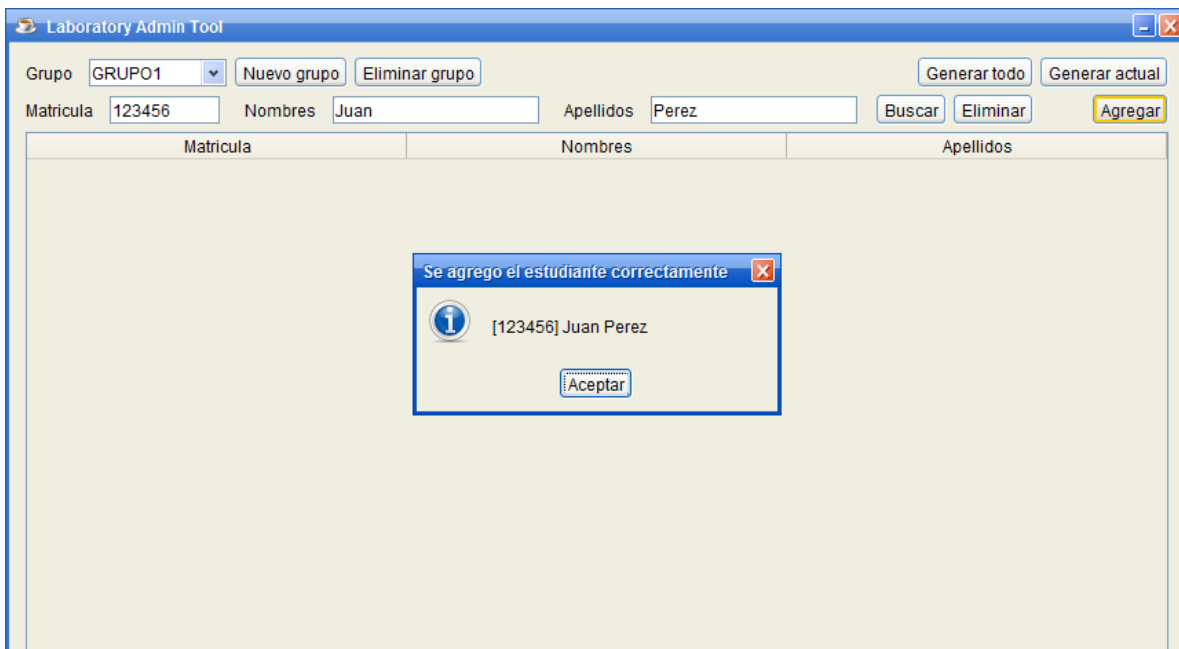 Laboratory Admin Tool
Grupo GRUPO1 Nuevo grupo Eliminar grupo Generar todo Generar actual
Matricula 123456 Nombres Juan Apellidos Perez Buscar Eliminar Agregar
Matricula Nombres Apellidos
Se agrego el estudiante correctamente
[123456] Juan Perez
Aceptar